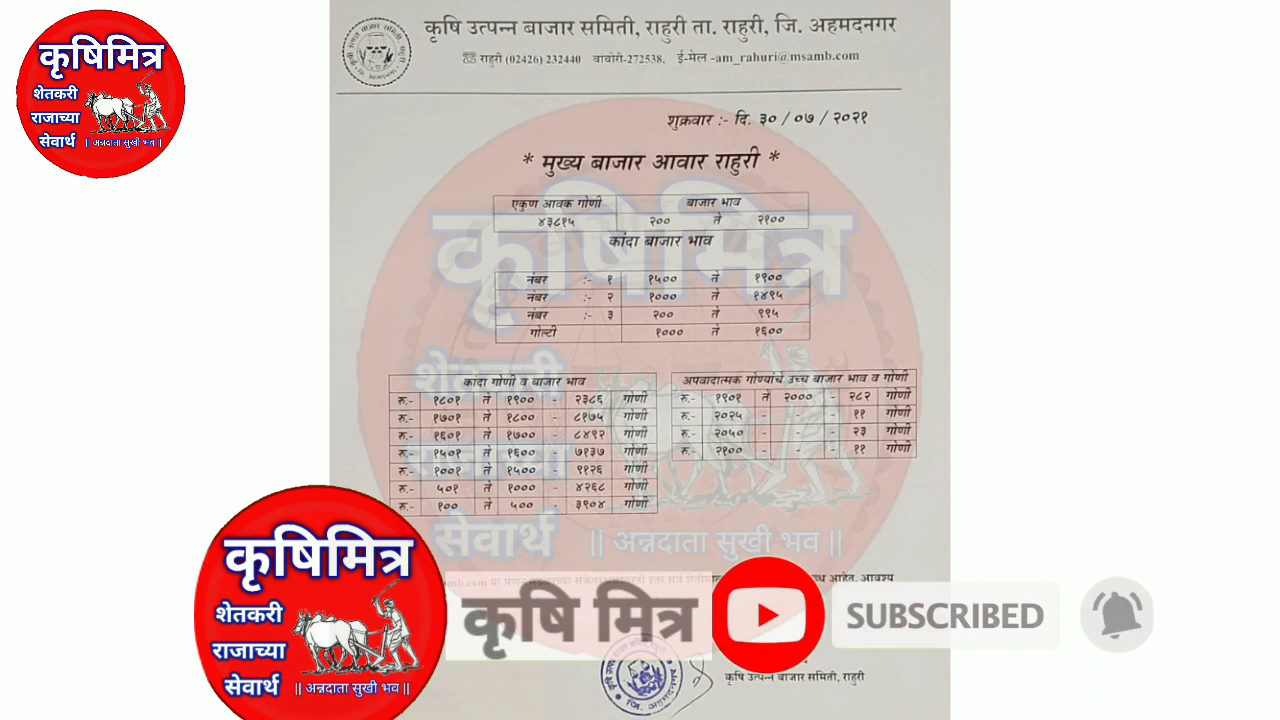 कृषिमित्र
शेतकरी
राजाच्या
सेवार्थ
|| अन्नदाता सुखी भव ||
कृषि उत्पन्न बाजार समिती, राहुरी ता. राहुरी, जि. अहमदनगर
☏ राहुरी (02426) 232440 वांबोरी-272538, ई-मेल -am_rahuri@msamb.com
शुक्रवार :- दि. ३० / ०७ / २०२१
* मुख्य बाजार आवार राहुरी *
एकुण आवक गोणी बाजार भाव
४३८१५ २०० ते २१००
कांदा बाजार भाव
नंबर :- १ १५०० ते १९००
नंबर :- २ १००० ते १४९५
नंबर :- ३ २०० ते ९९५
गोल्टी १००० ते १६००
कांदा गोणी व बाजार भाव
रु.- १८०१ ते १९०० - २३८६ गोणी
रु.- १७०१ ते १८०० - ८१७५ गोणी
रु.- १६०१ ते १७०० - ८४९२ गोणी
रु.- १५०१ ते १६०० - ७१३७ गोणी
रु.- १००१ ते १५०० - ९१२६ गोणी
रु.- ५०१ ते १००० - ४२६८ गोणी
रु.- १०० ते ५०० - ३९०४ गोणी
अपवादात्मक गोण्यांचे उच्च बाजार भाव व गोणी
रु.- १९०१ ते २००० - २८२ गोणी
रु.- २०२५ - - - ११ गोणी
रु.- २०५० - - - २३ गोणी
रु.- २१०० - - - ११ गोणी
कृषिमित्र
सेवार्थ
|| अन्नदाता सुखी भव ||
आहेत. आवश्य
कृषिमित्र
शेतकरी
राजाच्या
सेवार्थ
|| अन्नदाता सुखी भव ||
कृषि मित्र
SUBSCRIBED
कृषि उत्पन्न बाजार समिती, राहुरी
जि. अहमदनगर